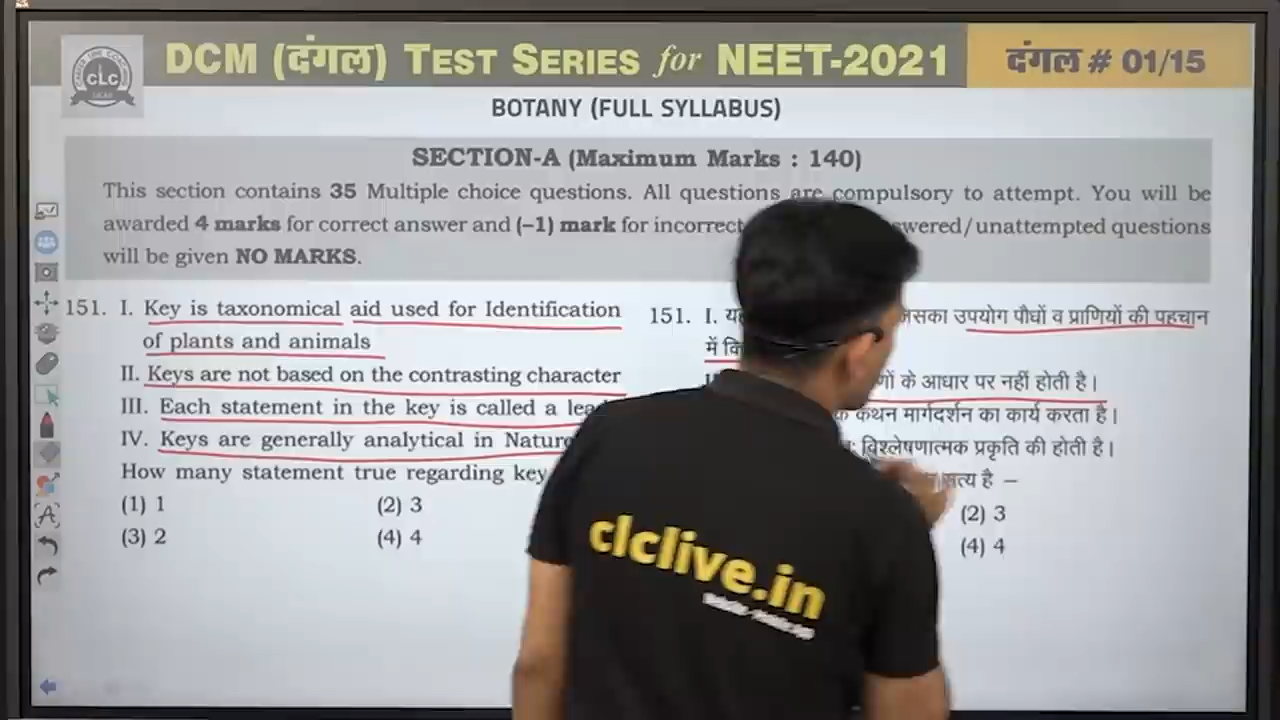 DCM (दंगल) TEST SERIES for NEET-2021
दंगल # 01/15
CLC
BOTANY (FULL SYLLABUS)
SECTION-A (Maximum Marks : 140)
This section contains 35 Multiple choice questions. All questions are compulsory to attempt. You will be
awarded 4 marks for correct answer and (–1) mark for incorrect wered/unattempted questions
will be given NO MARKS.
151. I. Key is taxonomical aid used for Identification
of plants and animals
II. Keys are not based on the contrasting character
III. Each statement in the key is called a lea
IV. Keys are generally analytical in Nature
How many statement true regarding key
(1) 1 (2) 3
(3) 2 (4) 4
151. I. उपयोग पौघों व प्राणियों की पहचान
में
के आधार पर नहीं होती है।
कथन मार्गदर्शन का कार्य करता है।
विश्लेषणात्मक प्रकृति की होती है।
सत्य है –
(2) 3
(4) 4
clclive.in